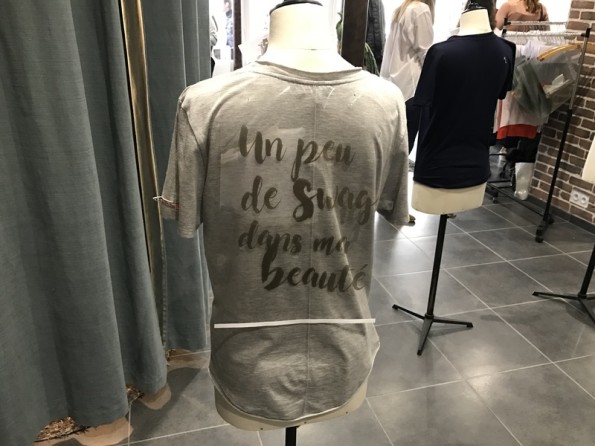 Un peu
de Swag
dans ma
beauté